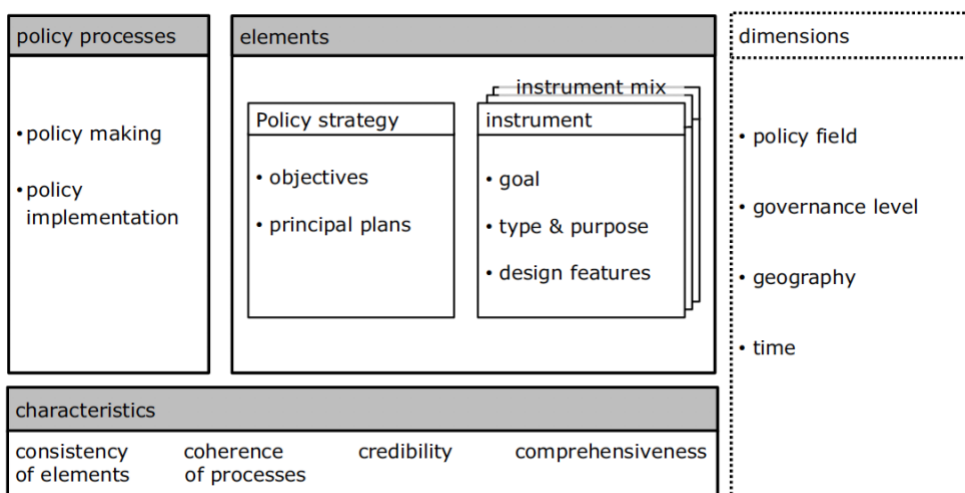 policy processes
• policy making
• policy
implementation
elements
Policy strategy
• objectives
• principal plans
instrument mix
instrument
• goal
• type & purpose
• design features
dimensions
• policy field
• governance level
• geography
• time
characteristics
consistency
of elements
coherence
of processes
credibility
comprehensiveness